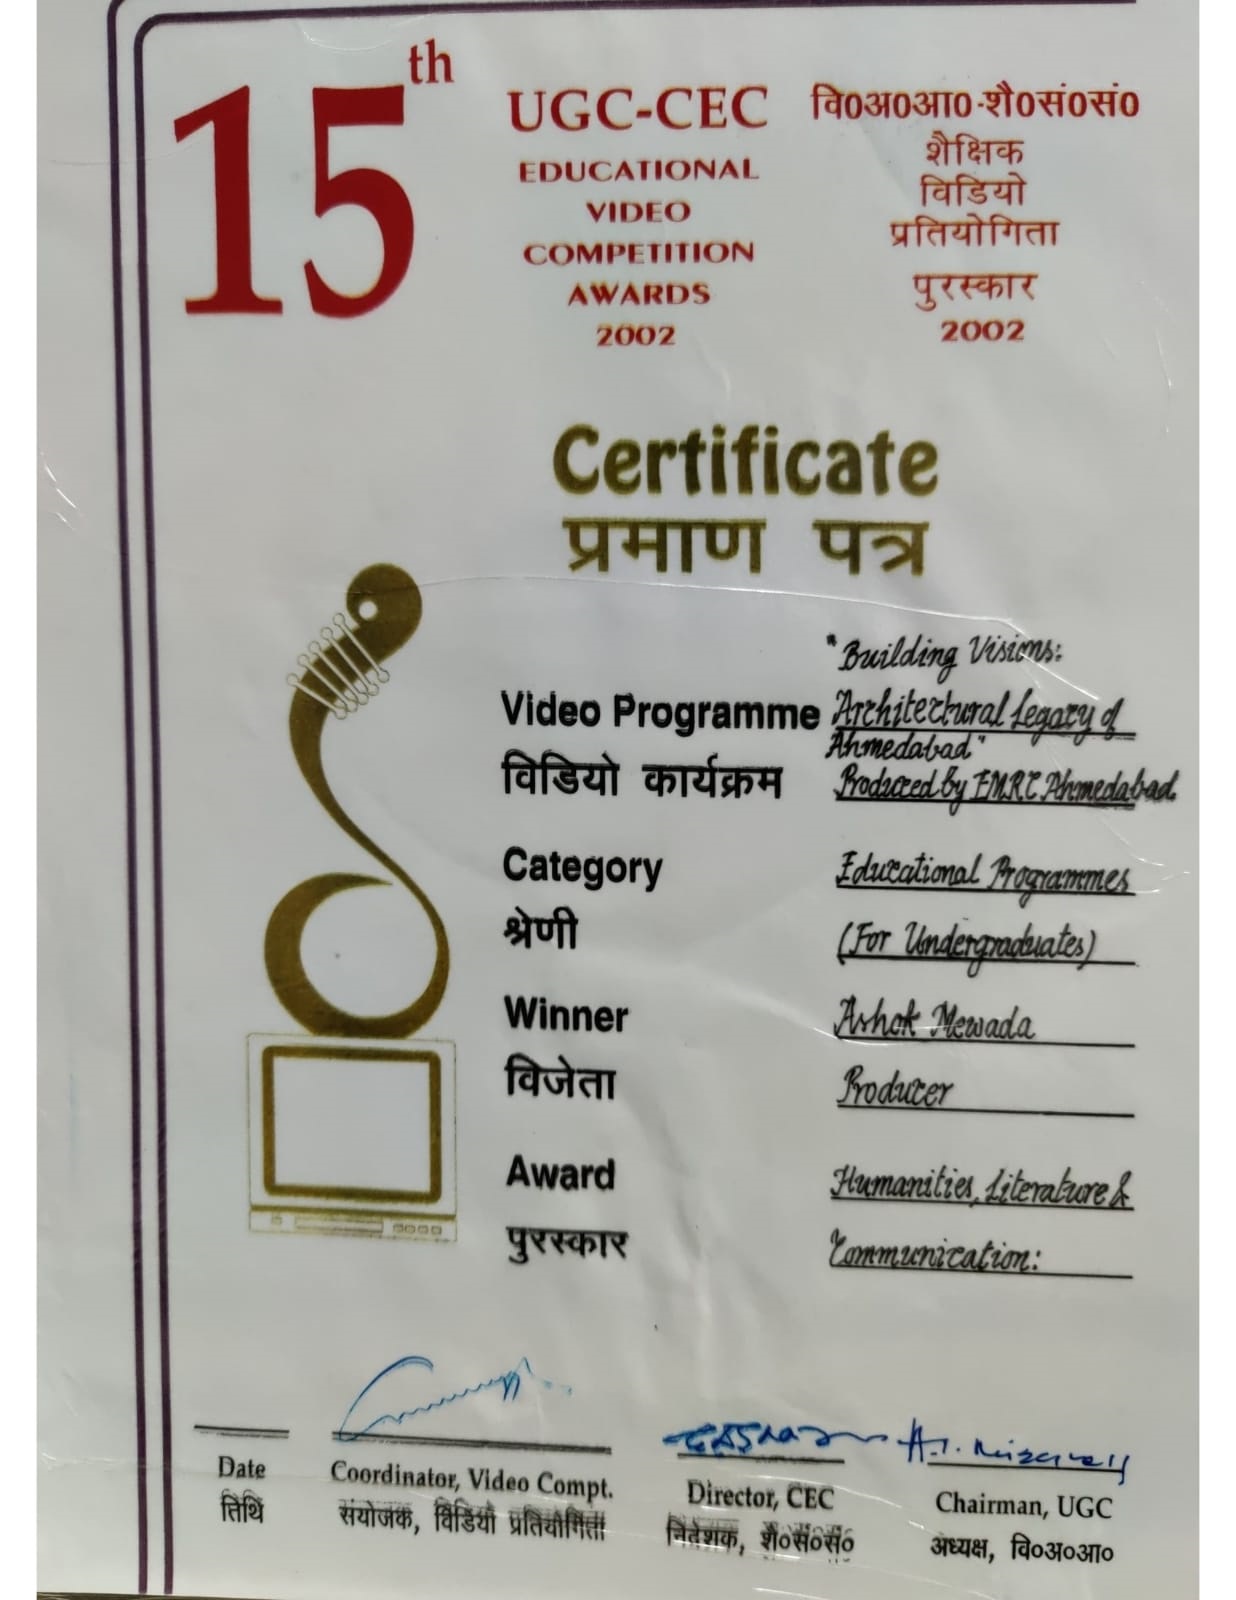 15th
UGC-CEC
EDUCATIONAL
VIDEO
COMPETITION
AWARDS
2002
वि०अ०आ०-शै०सं०सं०
शैक्षिक
विडियो
प्रतियोगिता
पुरस्कार
2002
Certificate
प्रमाण पत्र
"Building Visions:
Video Programme Architectural Legacy of
Ahmedabad"
विडियो कार्यक्रम Produced by EMRC Ahmedabad.
Category Educational Programmes
श्रेणी (For Undergraduates)
Winner Ashok Mewada
विजेता Producer
Award Humanities, Literature &
पुरस्कार Communication:
Date
तिथि
Coordinator, Video Compt.
संयोजक, विडियो प्रतियोगिता
Director, CEC
निदेशक, शै०सं०सं०
Chairman, UGC
अध्यक्ष, वि०अ०आ०